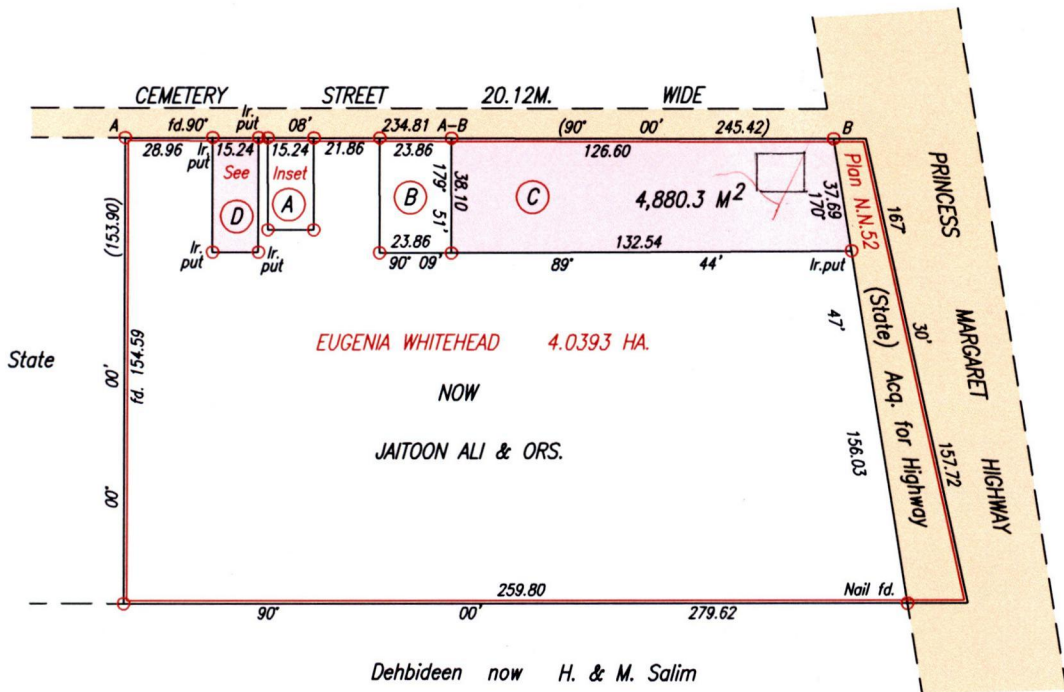 CEMETERY STREET 20.12M. WIDE
A fd.90° Ir. put 08' 234.81 A-B (90° 00' 245.42) B
28.96 Ir. put 15.24 15.24 21.86 23.86 126.60
See Inset
D A B C 4,880.3 M²
179° 51' 38.10
37.69 170°
Plan N.N.52
Ir. put Ir. put 23.86 132.54 Ir.put
90° 09' 89° 44'
(153.90)
fd. 154.59
00° 00'
State
EUGENIA WHITEHEAD 4.0393 HA.
NOW
JAITOON ALI & ORS.
47'
156.03
(State) Acq. for Highway
167 30' 157.72
PRINCESS MARGARET HIGHWAY
259.80 Nail fd.
90° 00' 279.62
Dehbideen now H. & M. Salim